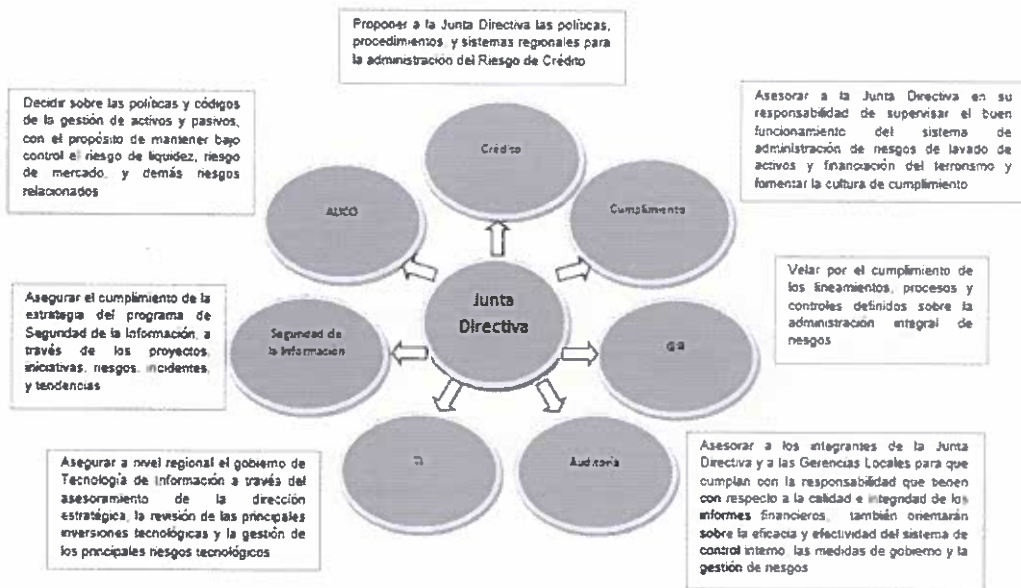 Proponer a la Junta Directiva las políticas,
procedimientos, y sistemas regionales para
la administración del Riesgo de Crédito
Decidir sobre las políticas y códigos
de la gestión de activos y pasivos,
con el propósito de mantener bajo
control el riesgo de liquidez, riesgo
de mercado, y demás riesgos
relacionados
Asesorar a la Junta Directiva en su
responsabilidad de supervisar el buen
funcionamiento del sistema de
administración de riesgos de lavado de
activos y financiación del terrorismo y
fomentar la cultura de cumplimiento
Crédito
ALICO
Cumplimiento
Junta
Directiva
Velar por el cumplimiento de
los lineamientos, procesos y
controles definidos sobre la
administración integral de
riesgos
Asegurar el cumplimiento de la
estrategia del programa de
Seguridad de la Información, a
través de los proyectos,
iniciativas, riesgos, incidentes,
y tendencias
Seguridad de
la Información
TI
Auditoría
Asegurar a nivel regional el gobierno de
Tecnología de Información a través del
asesoramiento de la dirección
estratégica, la revisión de las principales
inversiones tecnológicas y la gestión de
los principales riesgos tecnológicos
Asesorar a los integrantes de la Junta
Directiva y a las Gerencias Locales para que
cumplan con la responsabilidad que tienen
con respecto a la calidad e integridad de los
informes financieros, también orientarán
sobre la eficacia y efectividad del sistema de
control interno, las medidas de gobierno y la
gestión de riesgos